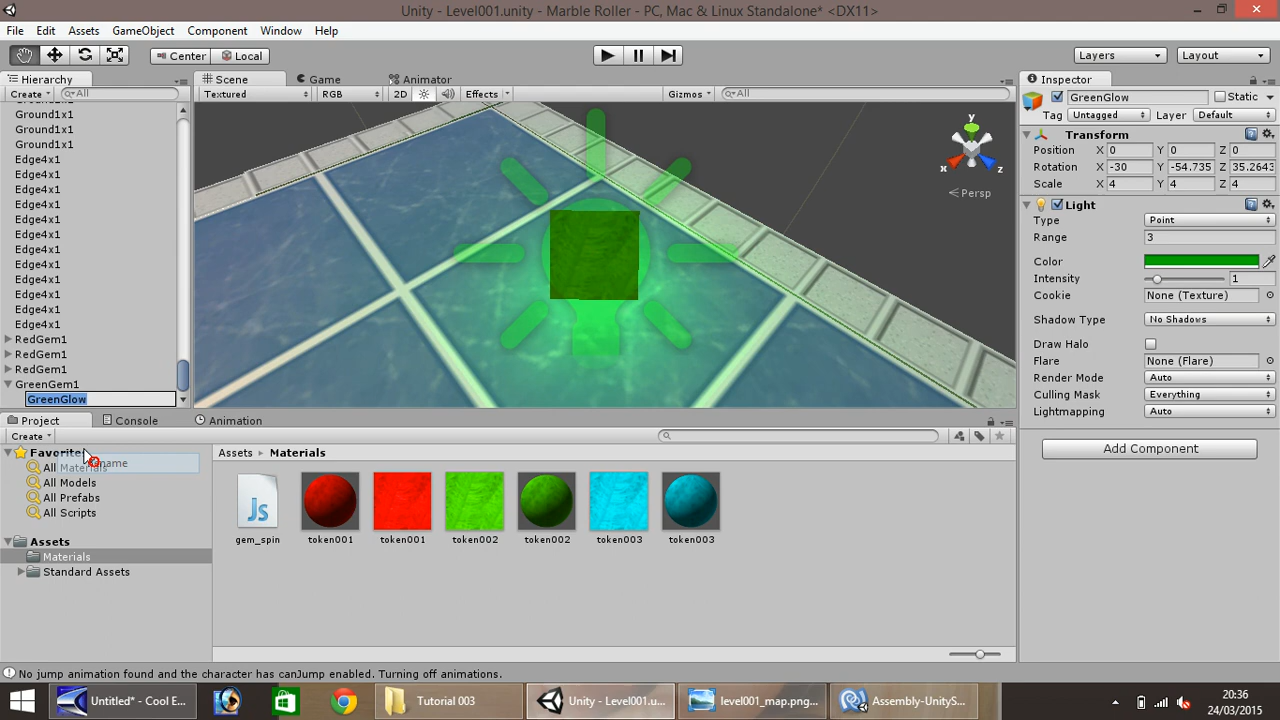 Unity - Level001.unity - Marble Roller - PC, Mac & Linux Standalone* <DX11>
File Edit Assets GameObject Component Window Help
Center Local Layers Layout
Hierarchy Scene Game Animator Inspector
Create All Textured RGB 2D Effects Gizmos All GreenGlow Static
Tag Untagged Layer Default
Ground1x1
Ground1x1
Ground1x1
Edge4x1
Edge4x1
Edge4x1
Edge4x1
Edge4x1
Edge4x1
Edge4x1
Edge4x1
Edge4x1
Edge4x1
Edge4x1
Edge4x1
RedGem1
RedGem1
RedGem1
GreenGem1
GreenGlow
y
x
z
Persp
Transform
Position X 0 Y 0 Z 0
Rotation X -30 Y -54.735 Z 35.2643
Scale X 4 Y 4 Z 4
Light
Type Point
Range 3
Color
Intensity 1
Cookie None (Texture)
Shadow Type No Shadows
Draw Halo
Flare None (Flare)
Render Mode Auto
Culling Mask Everything
Lightmapping Auto
Add Component
Project Console Animation
Create
Favorites
All Materials
All Models
All Prefabs
All Scripts
Assets
Materials
Standard Assets
Assets Materials
Js
gem_spin token001 token001 token002 token002 token003 token003
No jump animation found and the character has canJump enabled. Turning off animations.
Untitled* - Cool E... Tutorial 003 Unity - Level001.u... level001_map.png... Assembly-UnityS...
20:36
24/03/2015